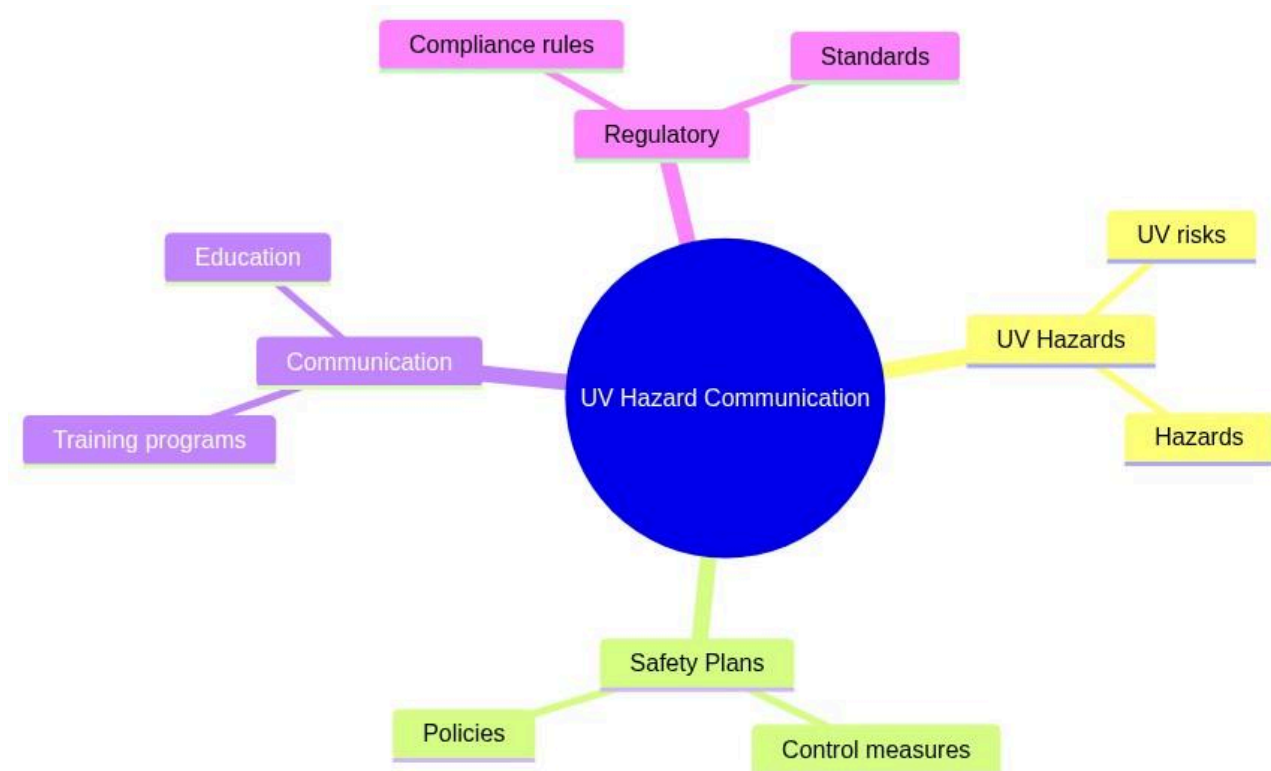 Compliance rules
Standards
Regulatory
UV risks
Education
UV Hazards
Communication
UV Hazard Communication
Hazards
Training programs
Safety Plans
Policies
Control measures